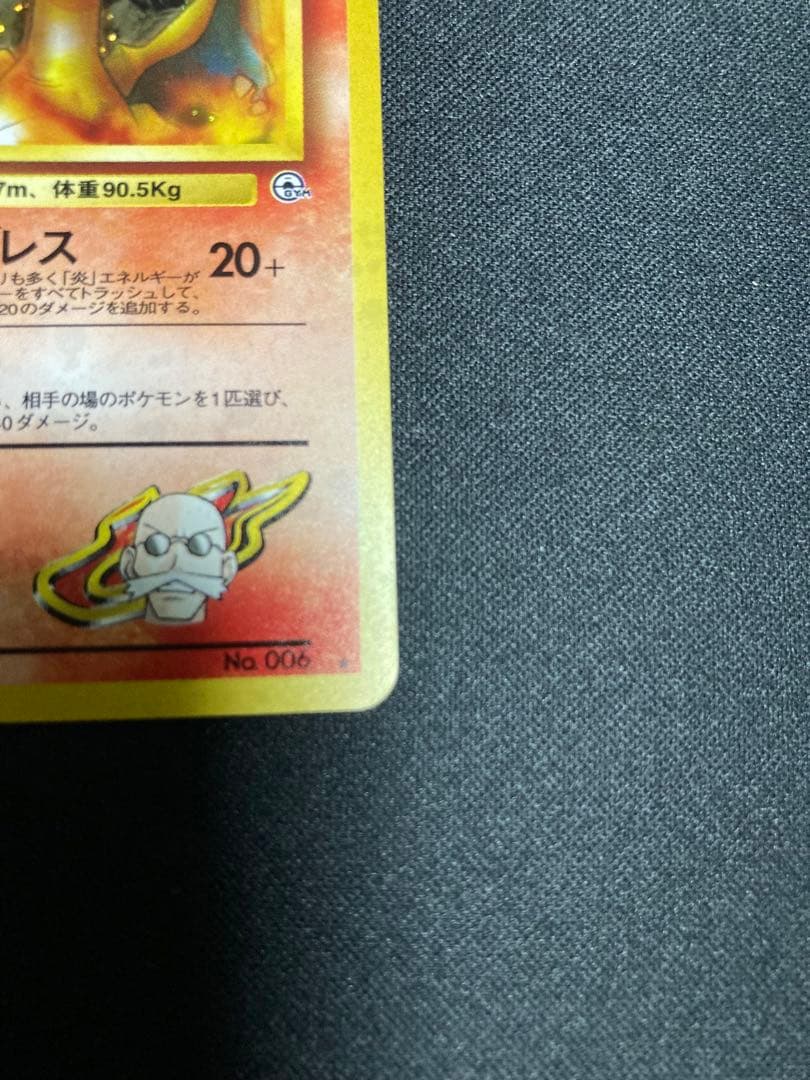 7m、体重90.5Kg
GYM
レス 20+
りも多く「炎」エネルギーが
ーをすべてトラッシュして、
20のダメージを追加する。
、相手の場のポケモンを1匹選び、
0ダメージ。
No. 006